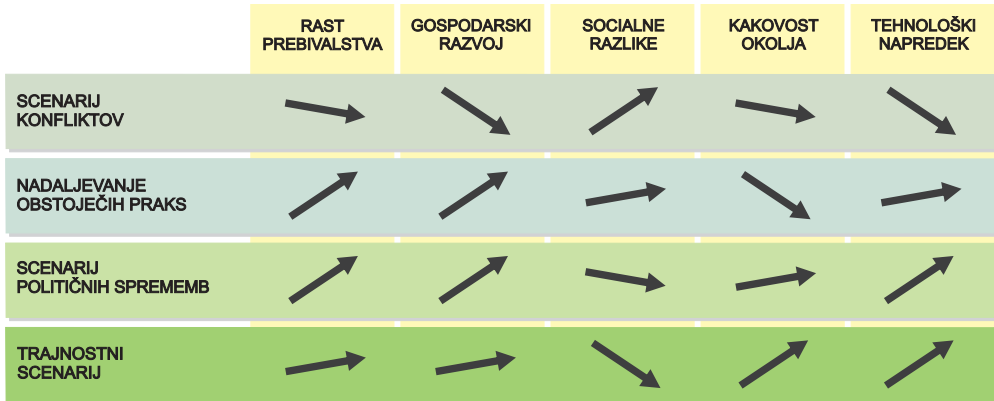 RAST
PREBIVALSTVA
GOSPODARSKI
RAZVOJ
SOCIALNE
RAZLIKE
KAKOVOST
OKOLJA
TEHNOLOŠKI
NAPREDEK
SCENARIJ
KONFLIKTOV
NADALJEVANJE
OBSTOJEČIH PRAKS
SCENARIJ
POLITIČNIH SPREMEMB
TRAJNOSTNI
SCENARIJ